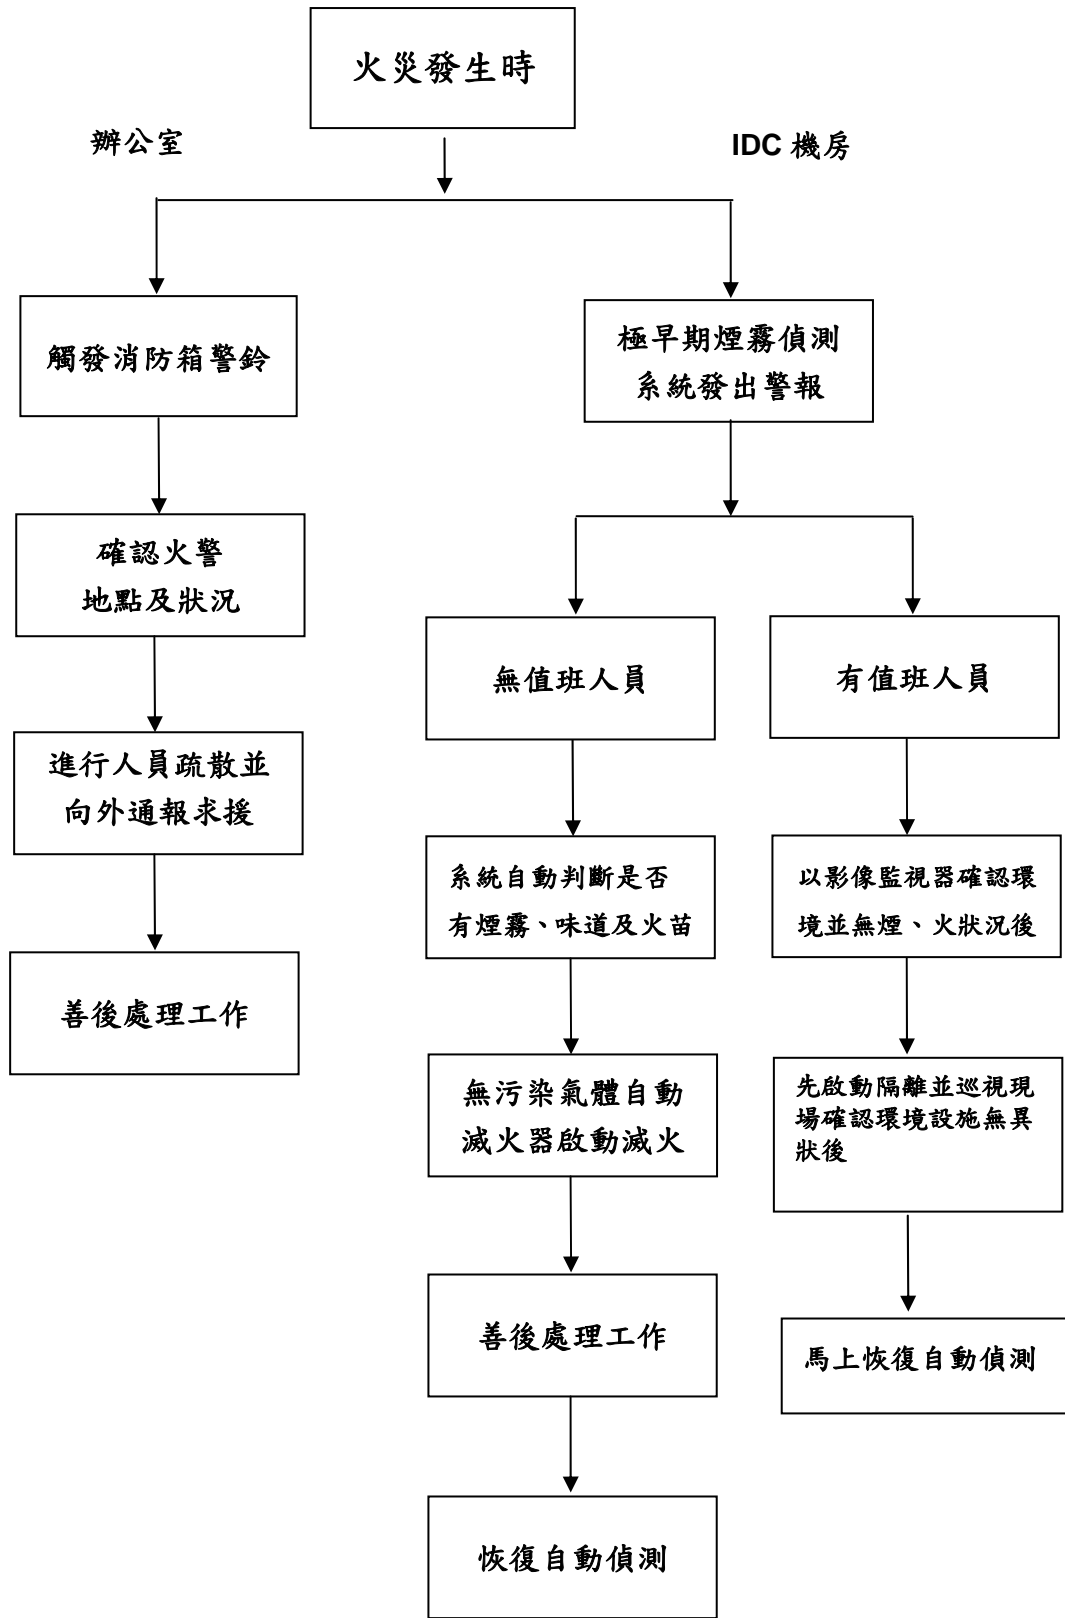 火災發生時
辦公室
IDC 機房
觸發消防箱警鈴
確認火警
地點及狀況
進行人員疏散並
向外通報求援
善後處理工作
極早期煙霧偵測
系統發出警報
無值班人員
系統自動判斷是否
有煙霧、味道及火苗
無污染氣體自動
滅火器啟動滅火
善後處理工作
恢復自動偵測
有值班人員
以影像監視器確認環
境並無煙、火狀況後
先啟動隔離並巡視現
場確認環境設施無異
狀後
馬上恢復自動偵測